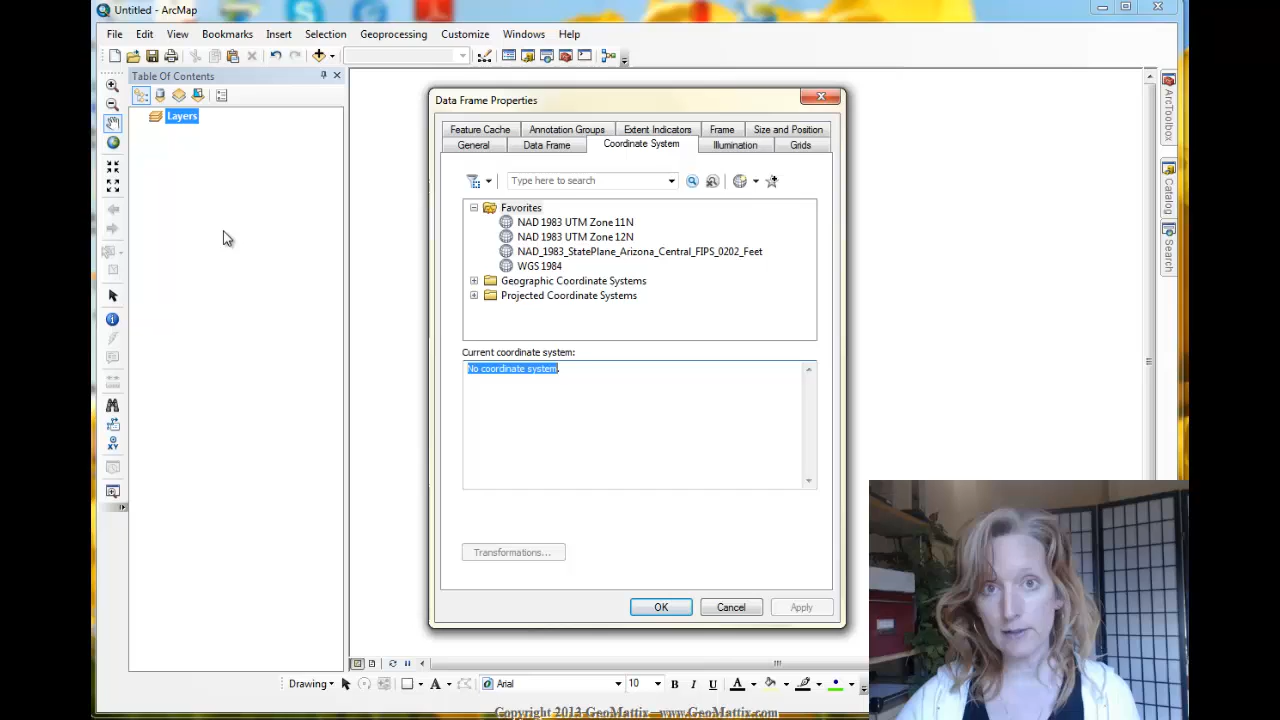 Untitled - ArcMap
File Edit View Bookmarks Insert Selection Geoprocessing Customize Windows Help
Table Of Contents
Layers
Data Frame Properties
Feature Cache Annotation Groups Extent Indicators Frame Size and Position
General Data Frame Coordinate System Illumination Grids
Type here to search
Favorites
NAD 1983 UTM Zone 11N
NAD 1983 UTM Zone 12N
NAD_1983_StatePlane_Arizona_Central_FIPS_0202_Feet
WGS 1984
Geographic Coordinate Systems
Projected Coordinate Systems
Current coordinate system:
No coordinate system.
Transformations...
OK Cancel Apply
ArcToolbox
Catalog
Search
XY
Drawing A Arial 10 B I U A
Copyright 2013 GeoMattix - www.GeoMattix.com